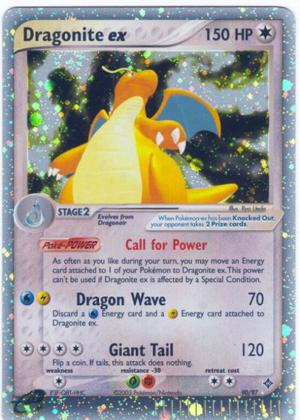 Dragonite ex 150 HP
Illus. Ryo Ueda
STAGE2
Evolves from
Dragonair
When Pokémon-ex has been Knocked Out,
your opponent takes 2 Prize cards.
Poké-POWER Call for Power
As often as you like during your turn, you may move an Energy
card attached to 1 of your Pokémon to Dragonite ex. This power can't
be used if Dragonite ex is affected by a Special Condition.
Dragon Wave 70
Discard a Energy card and a Energy card attached to
Dragonite ex.
Giant Tail 120
Flip a coin. If tails, this attack does nothing.
weakness resistance -30 retreat cost
©2003 Pokémon/Nintendo
90/97